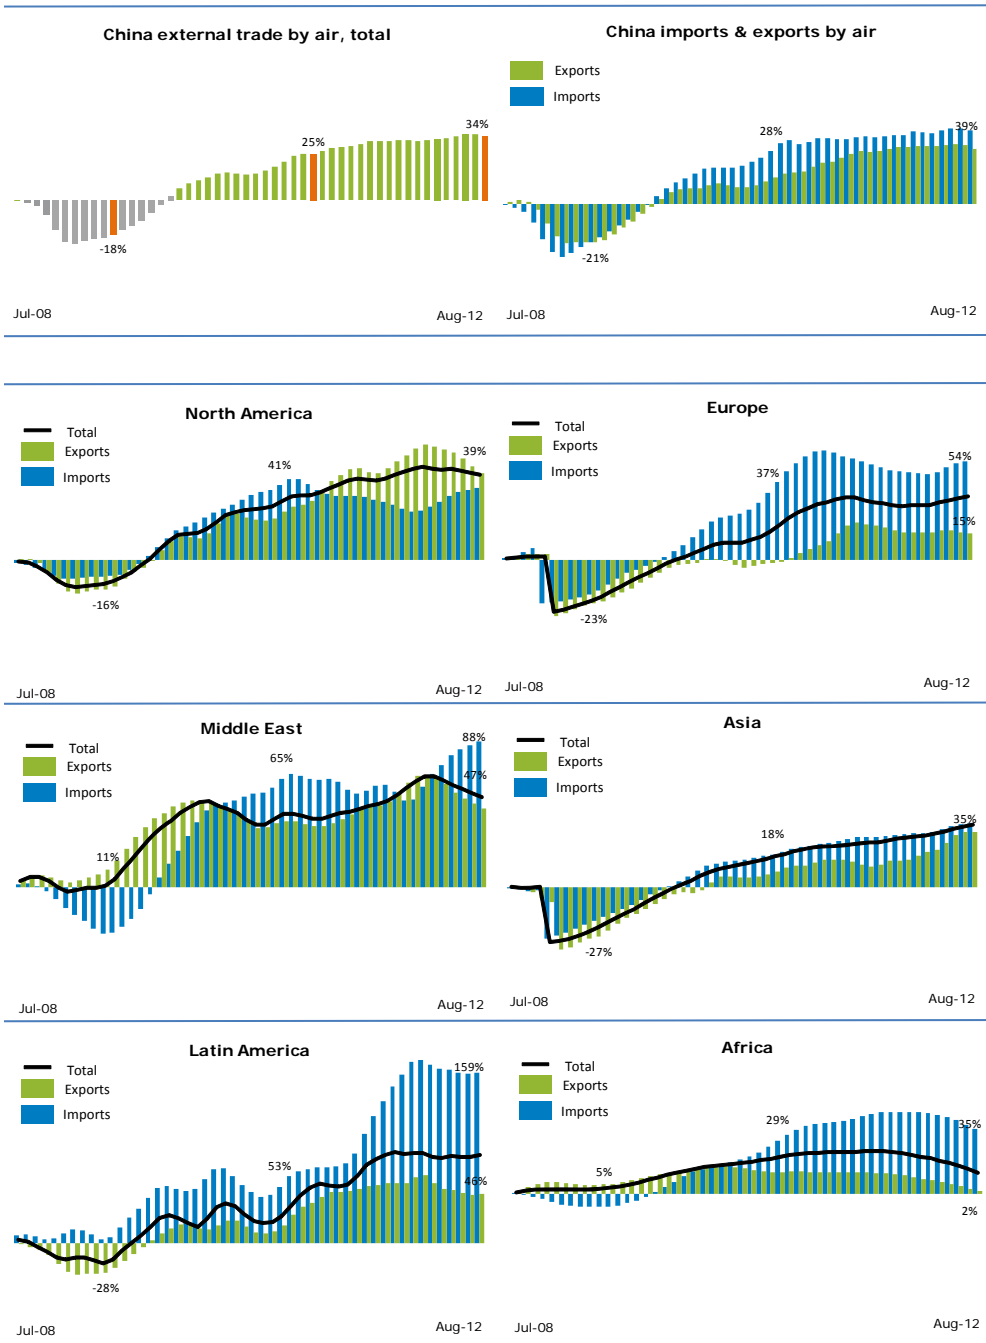 China external trade by air, total
34%
25%
-18%
Jul-08
Aug-12
China imports & exports by air
Exports
Imports
39%
28%
-21%
Jul-08
Aug-12
North America
Total
Exports
Imports
39%
41%
-16%
Jul-08
Aug-12
Europe
Total
Exports
Imports
54%
37%
15%
-23%
Jul-08
Aug-12
Middle East
Total
Exports
Imports
88%
65%
47%
11%
Jul-08
Aug-12
Asia
Total
Exports
Imports
35%
18%
-27%
Jul-08
Aug-12
Latin America
Total
Exports
Imports
159%
53%
46%
-28%
Jul-08
Aug-12
Africa
Total
Exports
Imports
29%
35%
5%
2%
Jul-08
Aug-12